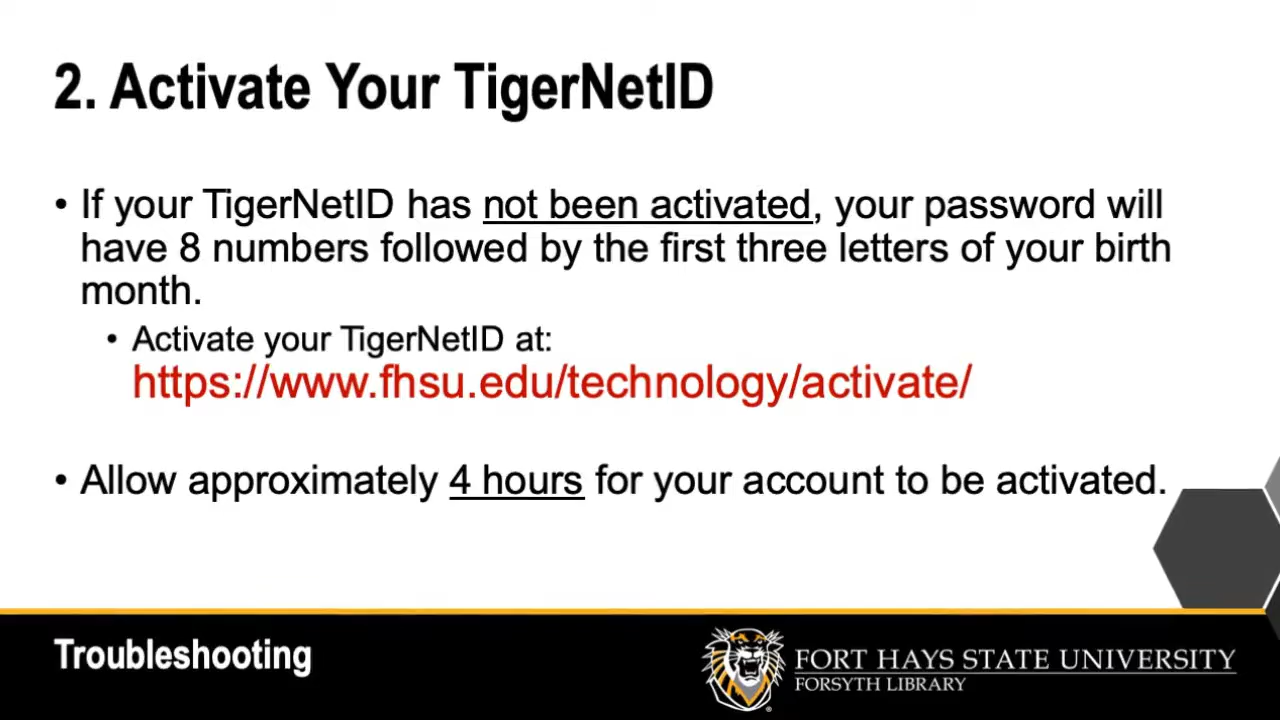 2. Activate Your TigerNetID
• If your TigerNetID has not been activated, your password will
have 8 numbers followed by the first three letters of your birth
month.
• Activate your TigerNetID at:
https://www.fhsu.edu/technology/activate/
• Allow approximately 4 hours for your account to be activated.
Troubleshooting
FORT HAYS STATE UNIVERSITY
FORSYTH LIBRARY
®